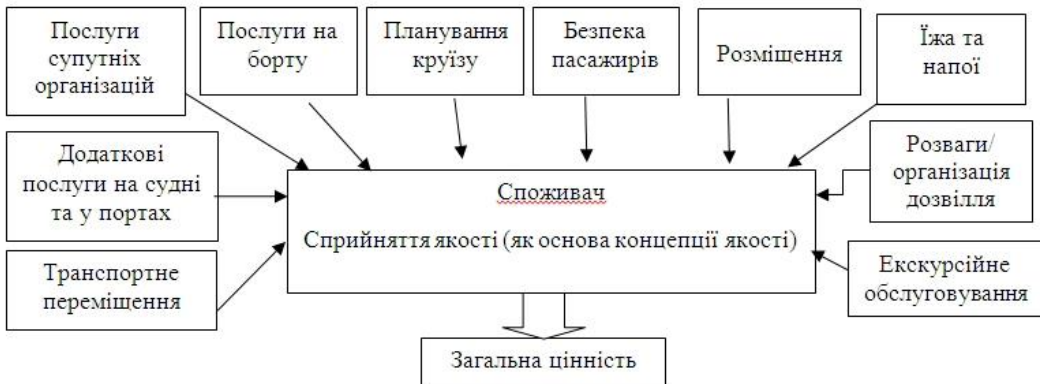 Послуги
супутніх
організацій
Послуги на
борту
Планування
круїзу
Безпека
пасажирів
Розміщення
Їжа та
напої
Додаткові
послуги на судні
та у портах
Розваги/
організація
дозвілля
Споживач
Сприйняття якості (як основа концепції якості)
Транспортне
переміщення
Екскурсійне
обслуговування
Загальна цінність